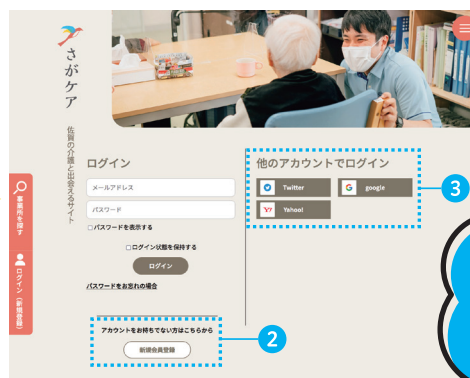 さがケア
佐賀の介護と出会えるサイト
事業所を探す
ログイン（新規登録）
ログイン
メールアドレス
パスワード
パスワードを表示する
ログイン状態を保持する
ログイン
パスワードをお忘れの場合
アカウントをお持ちでない方はこちらから
新規会員登録
2
他のアカウントでログイン
Twitter
G google
Y! Yahoo!
3